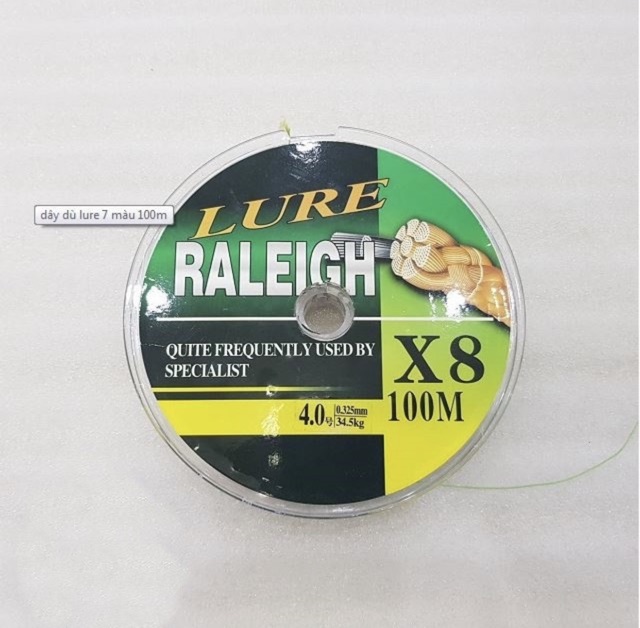 LURE
dây dù lure 7 màu 100m
RALEIGH
QUITE FREQUENTLY USED BY
SPECIALIST
X8
100M
4.0号 0.325mm
34.5kg